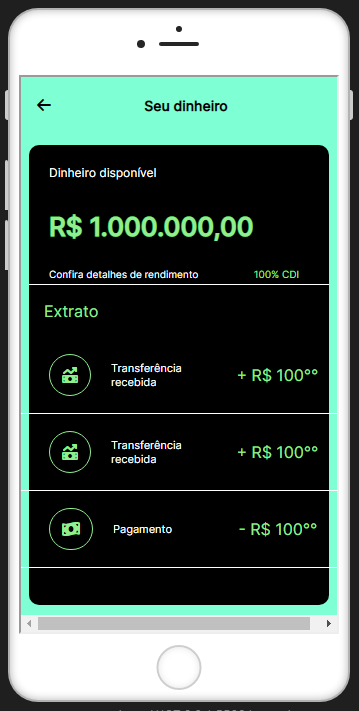 Seu dinheiro
Dinheiro disponível
R$ 1.000.000,00
Confira detalhes de rendimento 100% CDI
Extrato
Transferência
recebida
+ R$ 100°°
Transferência
recebida
+ R$ 100°°
Pagamento
- R$ 100°°